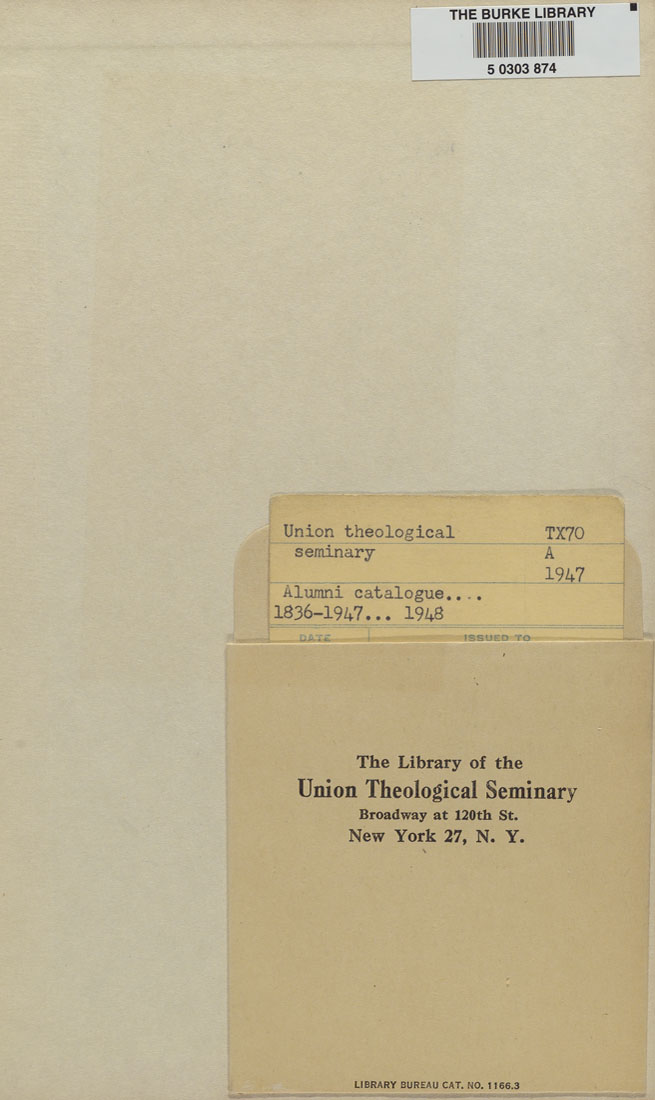 THE BURKE LIBRARY
5 0303 874
Union theological TX70
seminary A
1947
Alumni catalogue....
1836-1947... 1948
DATE ISSUED TO
The Library of the
Union Theological Seminary
Broadway at 120th St.
New York 27, N. Y.
LIBRARY BUREAU CAT. NO. 1166.3